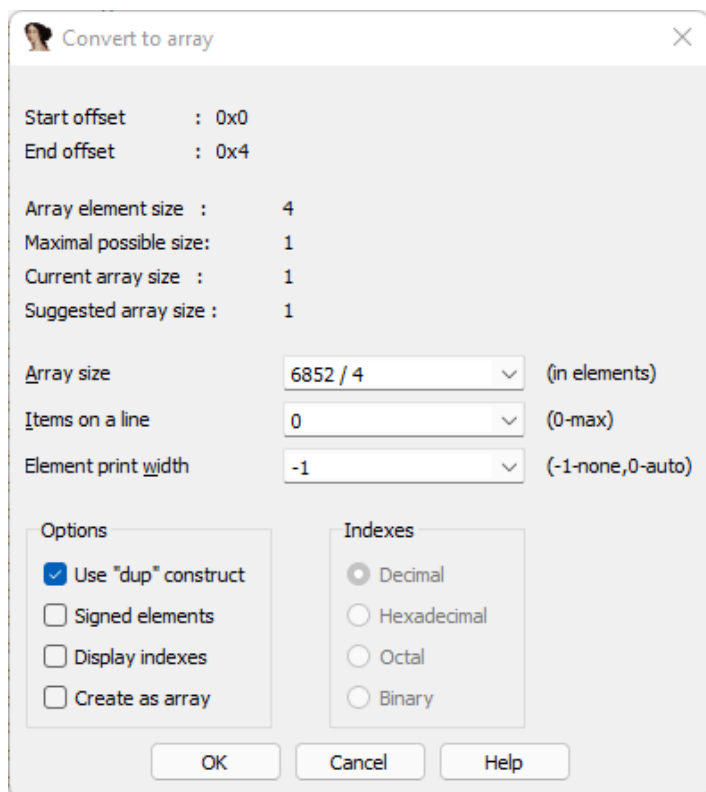 Convert to array
Start offset : 0x0
End offset : 0x4
Array element size : 4
Maximal possible size: 1
Current array size : 1
Suggested array size : 1
Array size 6852 / 4 (in elements)
Items on a line 0 (0-max)
Element print width -1 (-1-none,0-auto)
Options
Use "dup" construct
Signed elements
Display indexes
Create as array
Indexes
Decimal
Hexadecimal
Octal
Binary
OK Cancel Help